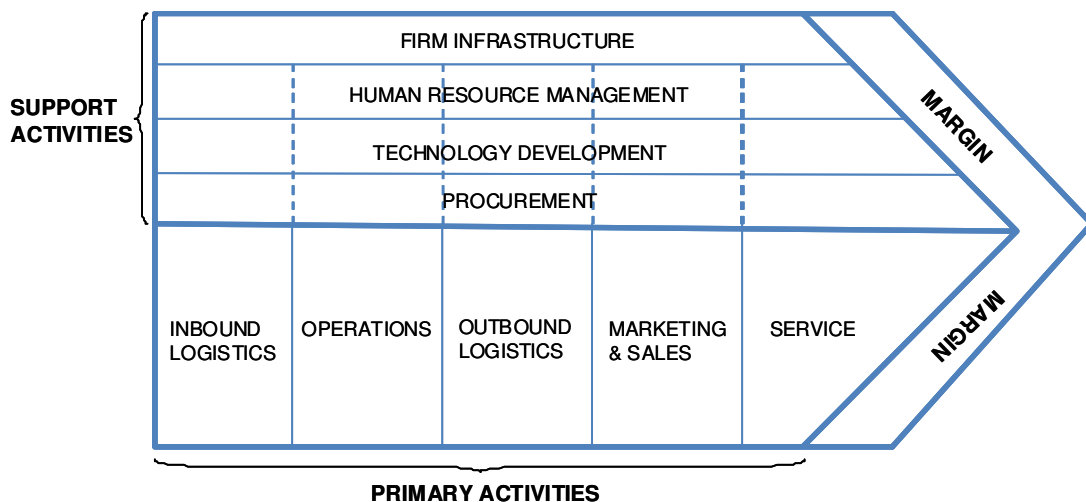 FIRM INFRASTRUCTURE
HUMAN RESOURCE MANAGEMENT
SUPPORT
ACTIVITIES
TECHNOLOGY DEVELOPMENT
PROCUREMENT
MARGIN
INBOUND
LOGISTICS
OPERATIONS
OUTBOUND
LOGISTICS
MARKETING
& SALES
SERVICE
MARGIN
PRIMARY ACTIVITIES